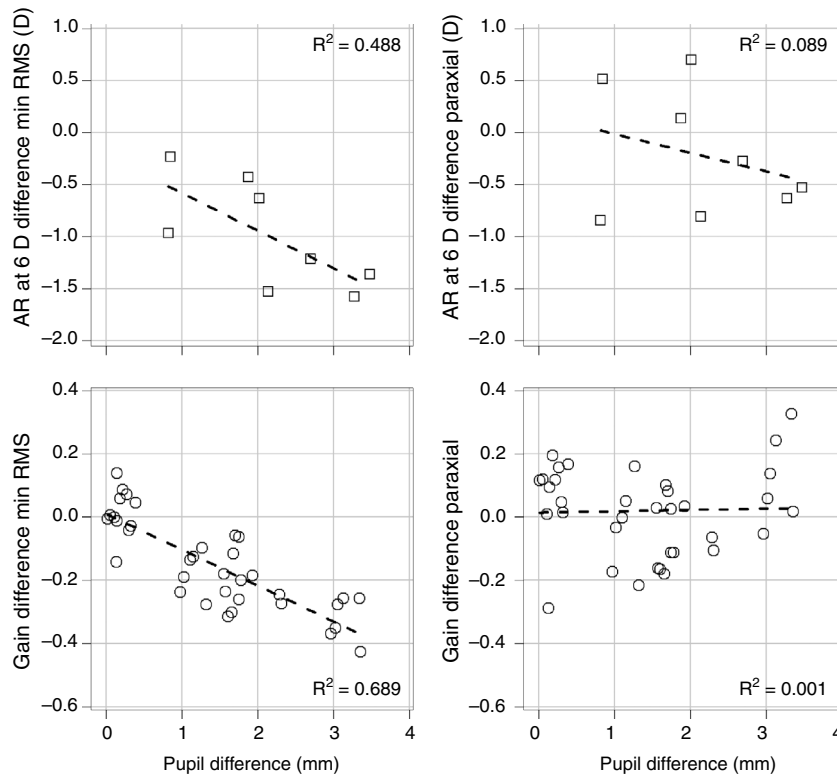 AR at 6 D difference min RMS (D)
1.0
0.5
0.0
–0.5
–1.0
–1.5
–2.0
R² = 0.488
AR at 6 D difference paraxial (D)
1.0
0.5
0.0
–0.5
–1.0
–1.5
–2.0
R² = 0.089
Gain difference min RMS
0.4
0.2
0.0
–0.2
–0.4
–0.6
R² = 0.689
0 1 2 3 4
Pupil difference (mm)
Gain difference paraxial
0.4
0.2
0.0
–0.2
–0.4
–0.6
R² = 0.001
0 1 2 3 4
Pupil difference (mm)